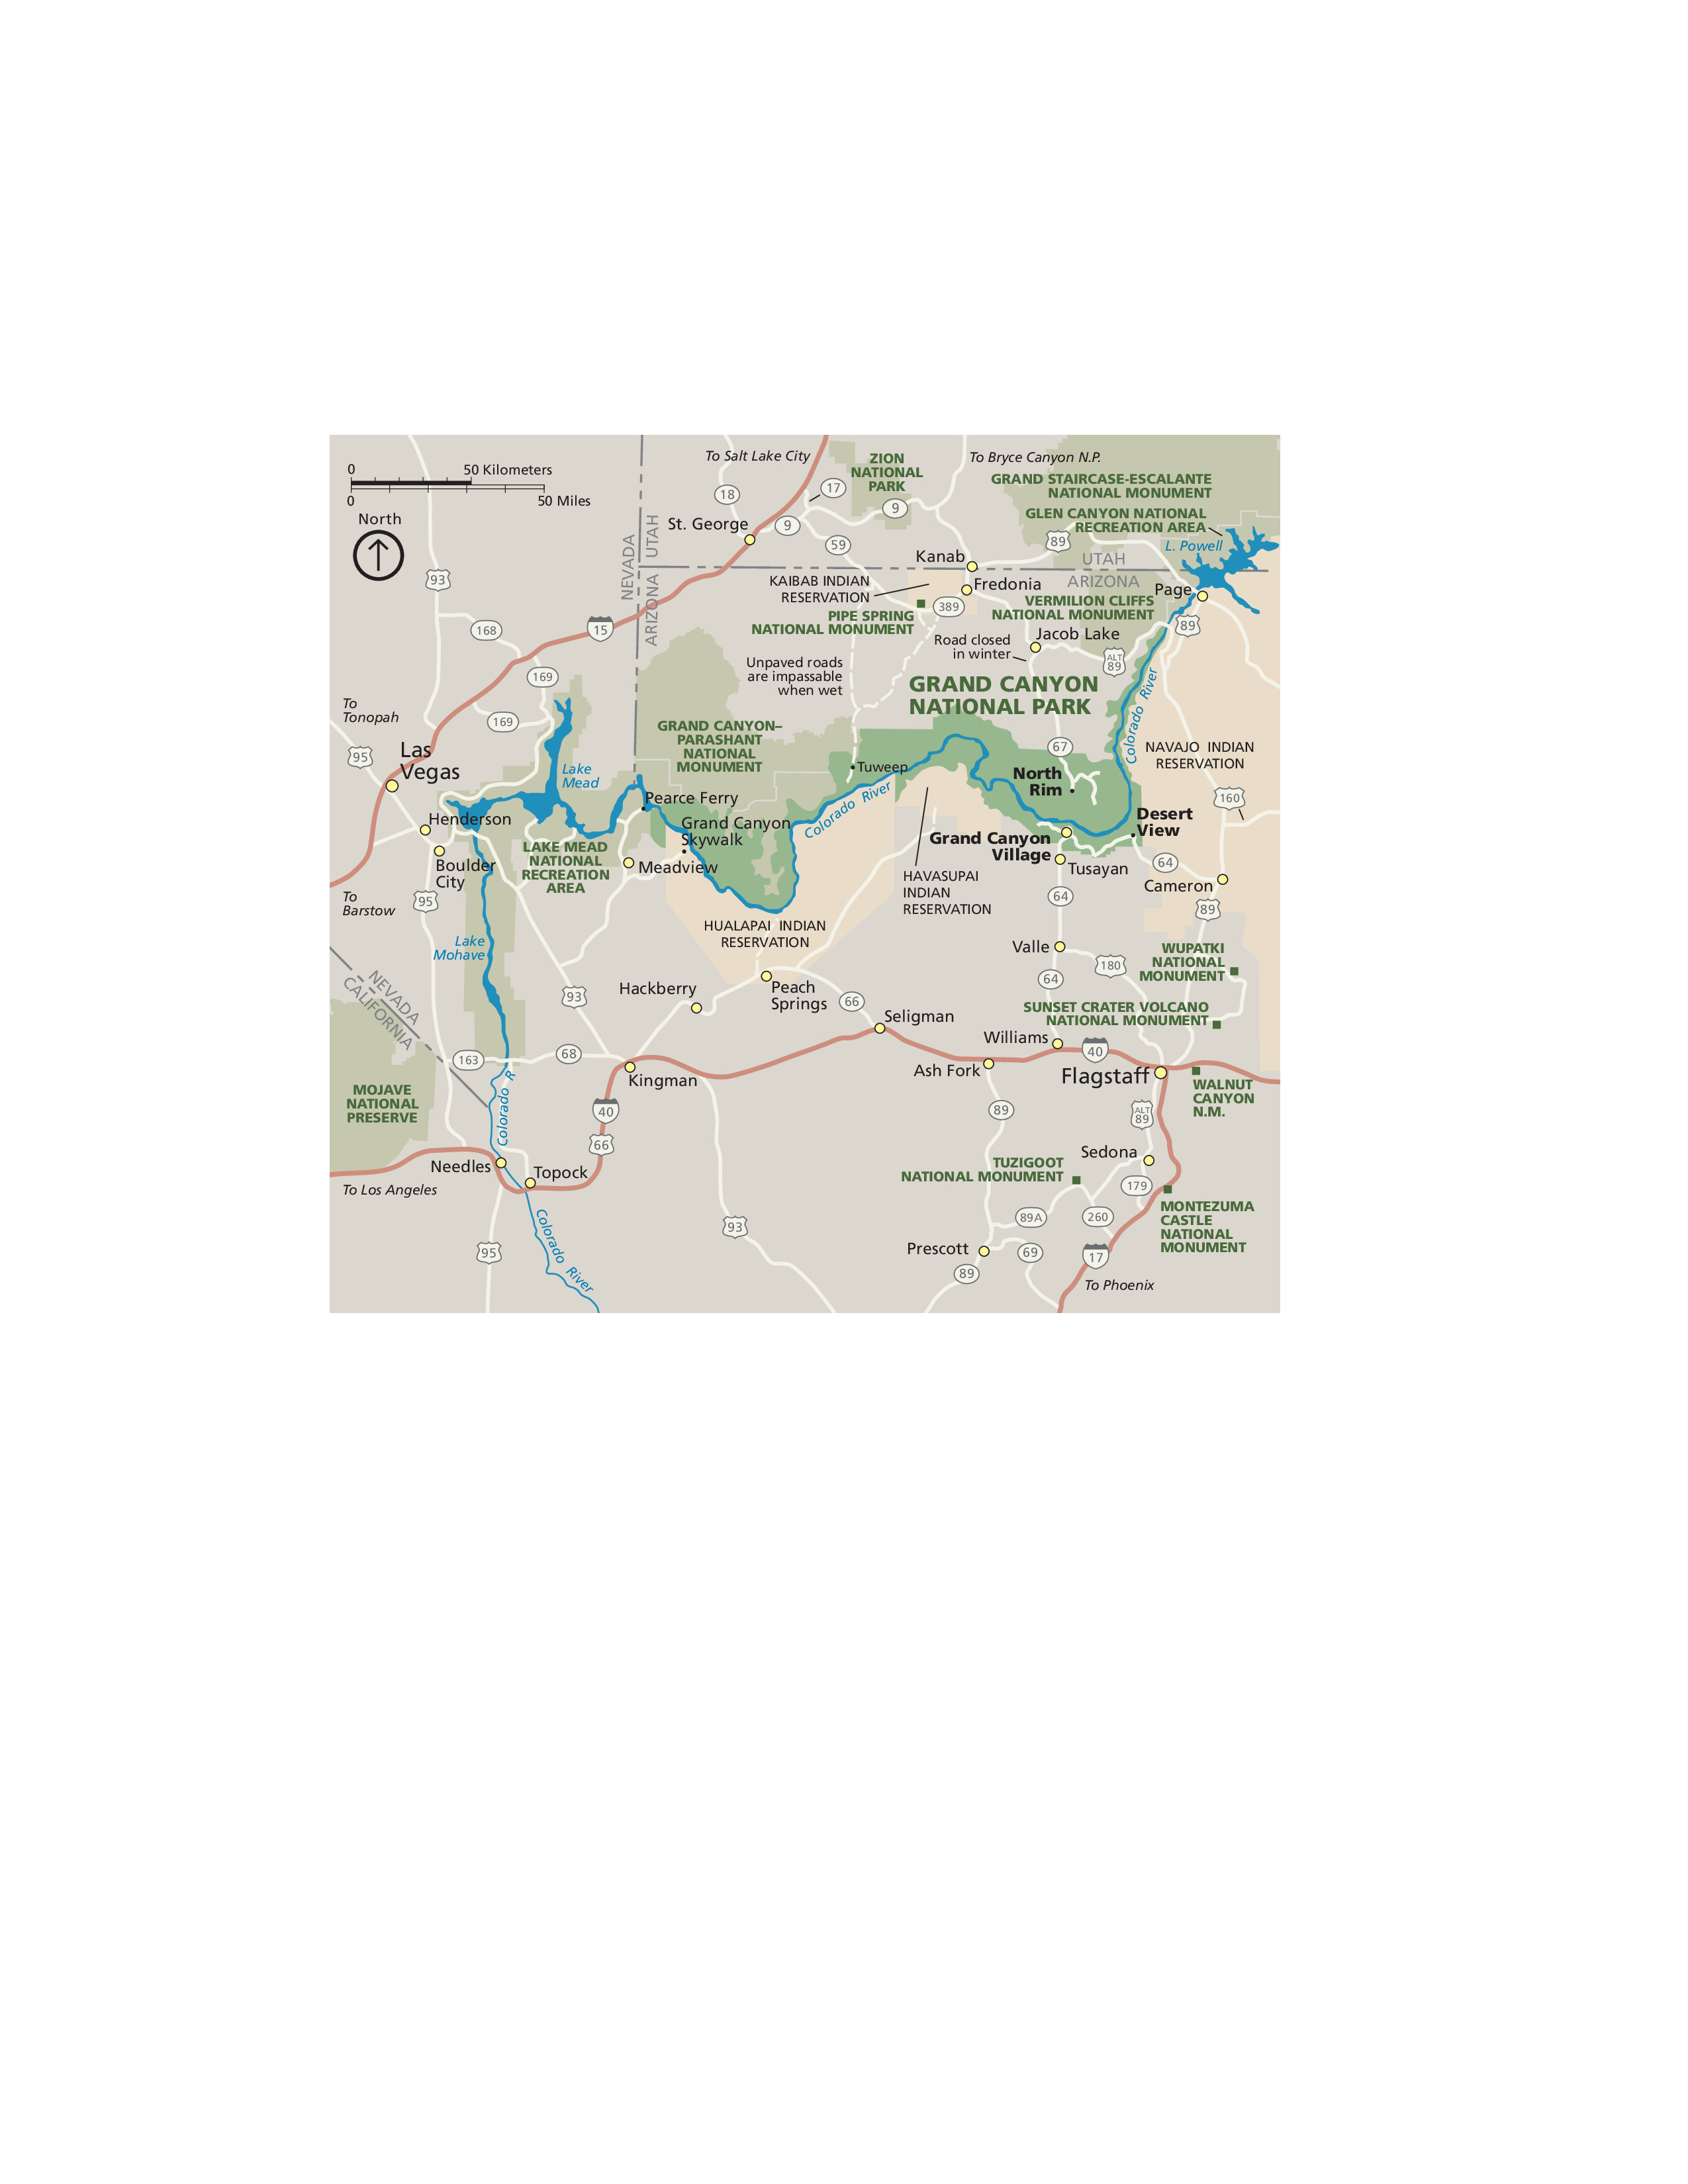 0
50 Kilometers
0
50 Miles
North
To Salt Lake City
ZION
NATIONAL
PARK
To Bryce Canyon N.P.
GRAND STAIRCASE-ESCALANTE
NATIONAL MONUMENT
GLEN CANYON NATIONAL
RECREATION AREA
L. Powell
18
17
9
9
St. George
59
89
Kanab
UTAH
ARIZONA
NEVADA
UTAH
ARIZONA
93
KAIBAB INDIAN
RESERVATION
Fredonia
389
PIPE SPRING
NATIONAL MONUMENT
VERMILION CLIFFS
NATIONAL MONUMENT
Page
89
15
168
Road closed
in winter
Jacob Lake
ALT
89
Unpaved roads
are impassable
when wet
169
169
GRAND CANYON
NATIONAL PARK
Colorado River
To
Tonopah
95
Las
Vegas
GRAND CANYON–
PARASHANT
NATIONAL
MONUMENT
67
NAVAJO INDIAN
RESERVATION
Lake
Mead
Tuweep
North
Rim
160
Pearce Ferry
Colorado River
Henderson
Grand Canyon
Skywalk
Desert
View
Grand Canyon
Village
Boulder
City
LAKE MEAD
NATIONAL
RECREATION
AREA
Meadview
Tusayan
64
Cameron
To
Barstow
95
HAVASUPAI
INDIAN
RESERVATION
64
89
HUALAPAI INDIAN
RESERVATION
Lake
Mohave
Valle
180
WUPATKI
NATIONAL
MONUMENT
64
NEVADA
CALIFORNIA
93
Hackberry
Peach
Springs
66
Seligman
SUNSET CRATER VOLCANO
NATIONAL MONUMENT
Williams
40
163
68
Kingman
Ash Fork
Flagstaff
WALNUT
CANYON
N.M.
MOJAVE
NATIONAL
PRESERVE
Colorado R
40
66
89
ALT
89
Needles
Topock
To Los Angeles
Sedona
TUZIGOOT
NATIONAL MONUMENT
179
MONTEZUMA
CASTLE
NATIONAL
MONUMENT
Colorado River
93
95
89A
260
Prescott
69
17
89
To Phoenix